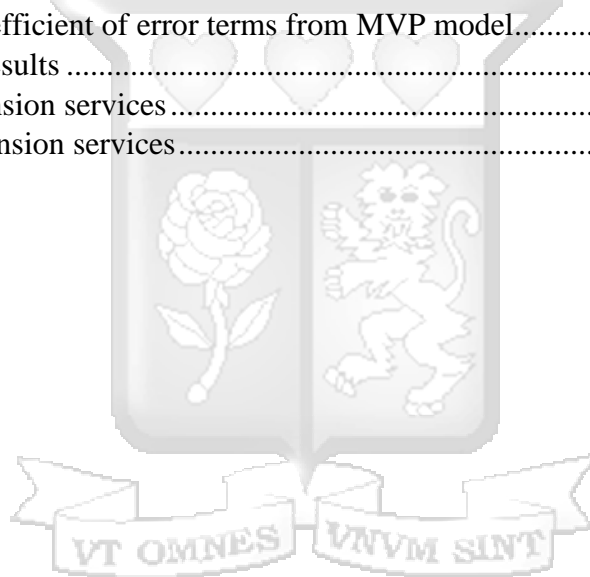 efficient of error terms from MVP model.........
sults ................................................................................
nsion services ............................................................
nsion services...........................................................
VT OMNES VNVM SINT